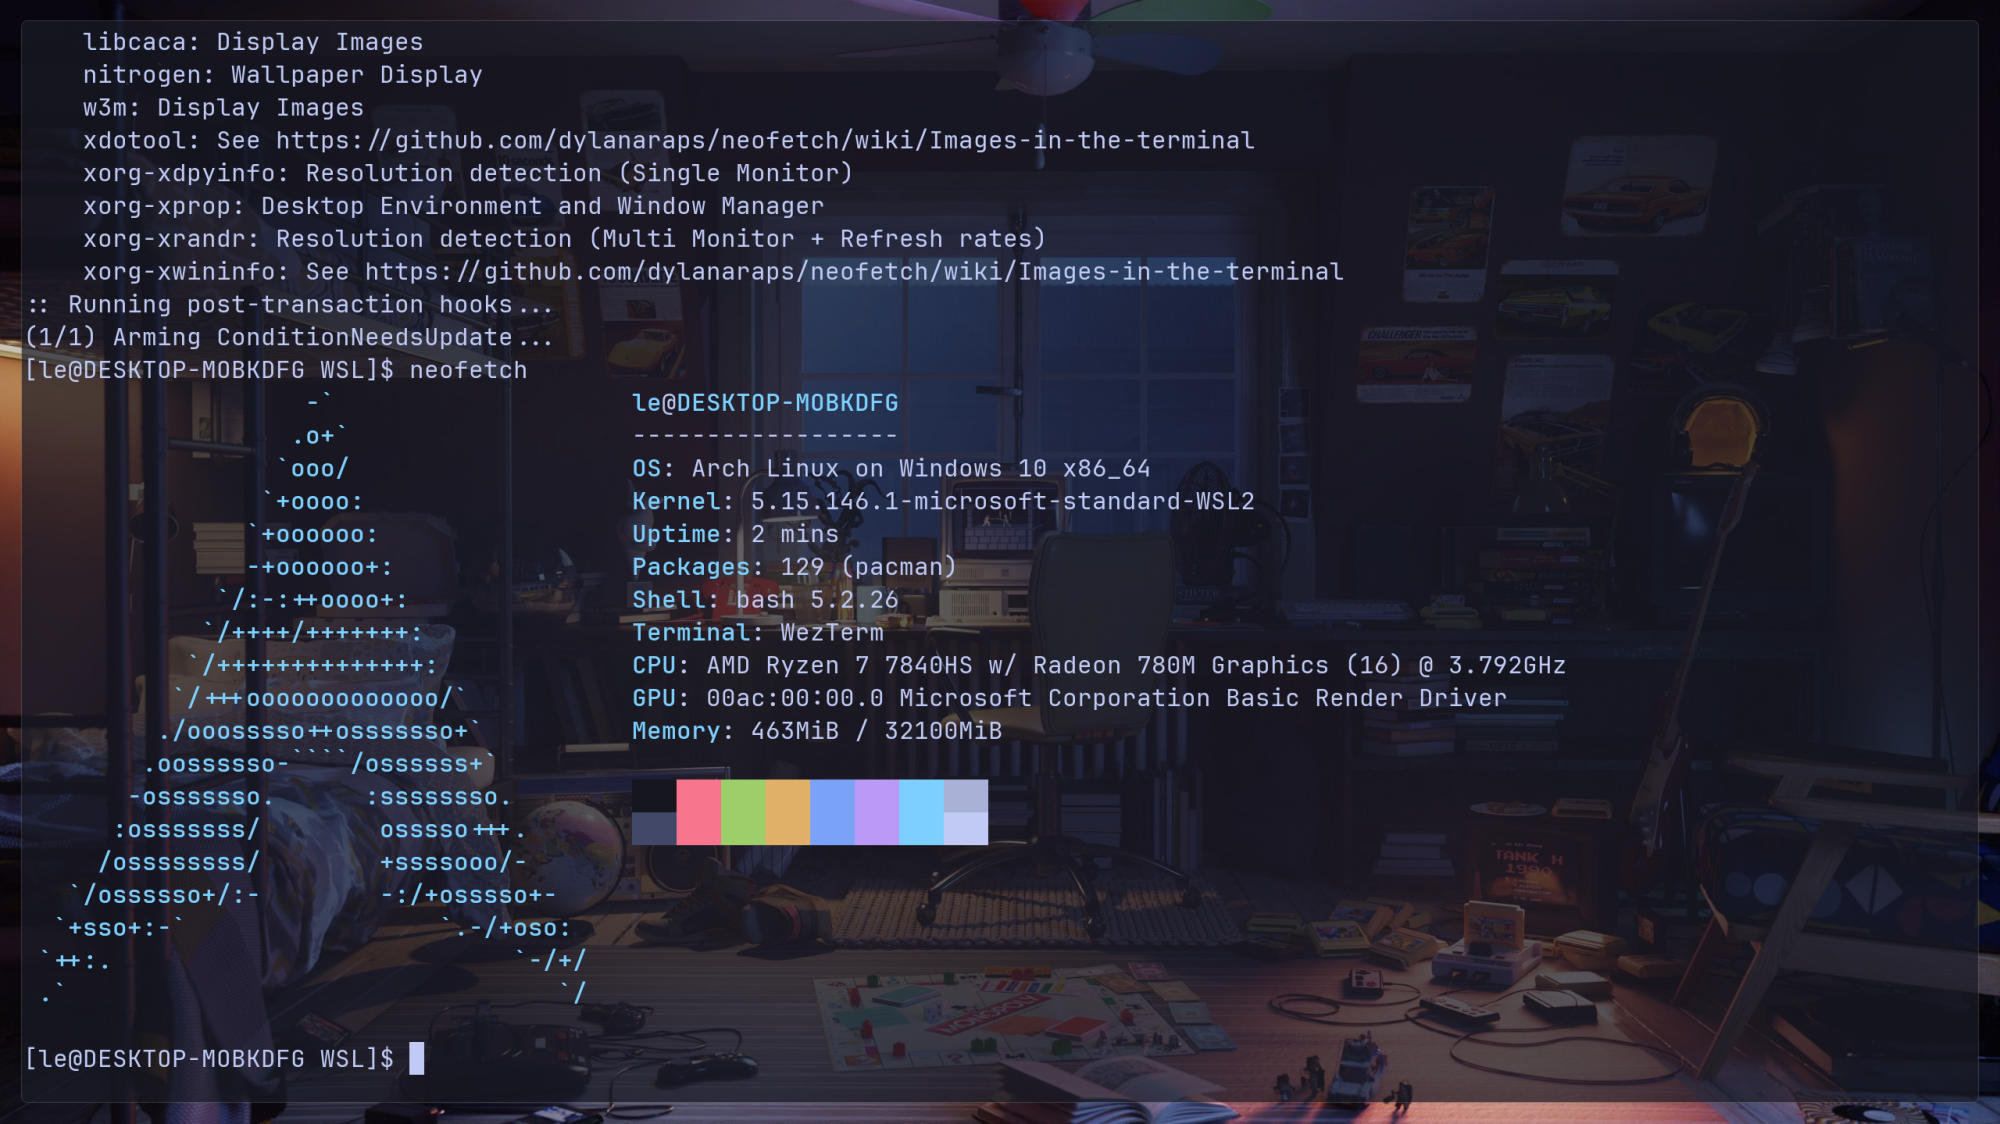 libcaca: Display Images
nitrogen: Wallpaper Display
w3m: Display Images
xdotool: See https://github.com/dylanaraps/neofetch/wiki/Images-in-the-terminal
xorg-xdpyinfo: Resolution detection (Single Monitor)
xorg-xprop: Desktop Environment and Window Manager
xorg-xrandr: Resolution detection (Multi Monitor + Refresh rates)
xorg-xwininfo: See https://github.com/dylanaraps/neofetch/wiki/Images-in-the-terminal
:: Running post-transaction hooks...
(1/1) Arming ConditionNeedsUpdate...
[le@DESKTOP-MOBKDFG WSL]$ neofetch
                   -`                    le@DESKTOP-MOBKDFG
                  .o+`                   ------------------
                 `ooo/                   OS: Arch Linux on Windows 10 x86_64
                `+oooo:                  Kernel: 5.15.146.1-microsoft-standard-WSL2
               `+oooooo:                 Uptime: 2 mins
               -+oooooo+:                Packages: 129 (pacman)
             `/:-:++oooo+:               Shell: bash 5.2.26
            `/++++/+++++++:              Terminal: WezTerm
           `/++++++++++++++:             CPU: AMD Ryzen 7 7840HS w/ Radeon 780M Graphics (16) @ 3.792GHz
          `/+++ooooooooooooo/`           GPU: 00ac:00:00.0 Microsoft Corporation Basic Render Driver
         ./ooosssso++osssssso+`          Memory: 463MiB / 32100MiB
        .oossssso-````/ossssss+`
       -osssssso.      :ssssssso.
      :osssssss/        osssso+++.
     /ossssssss/        +ssssooo/-
   `/ossssso+/:-        -:/+osssso+-
  `+sso+:-`                 `.-/+oso:
 `++:.                           `-/+/
 .`                                 `/
[le@DESKTOP-MOBKDFG WSL]$
CHALLENGER
TANK H
1990
MONOPOLY